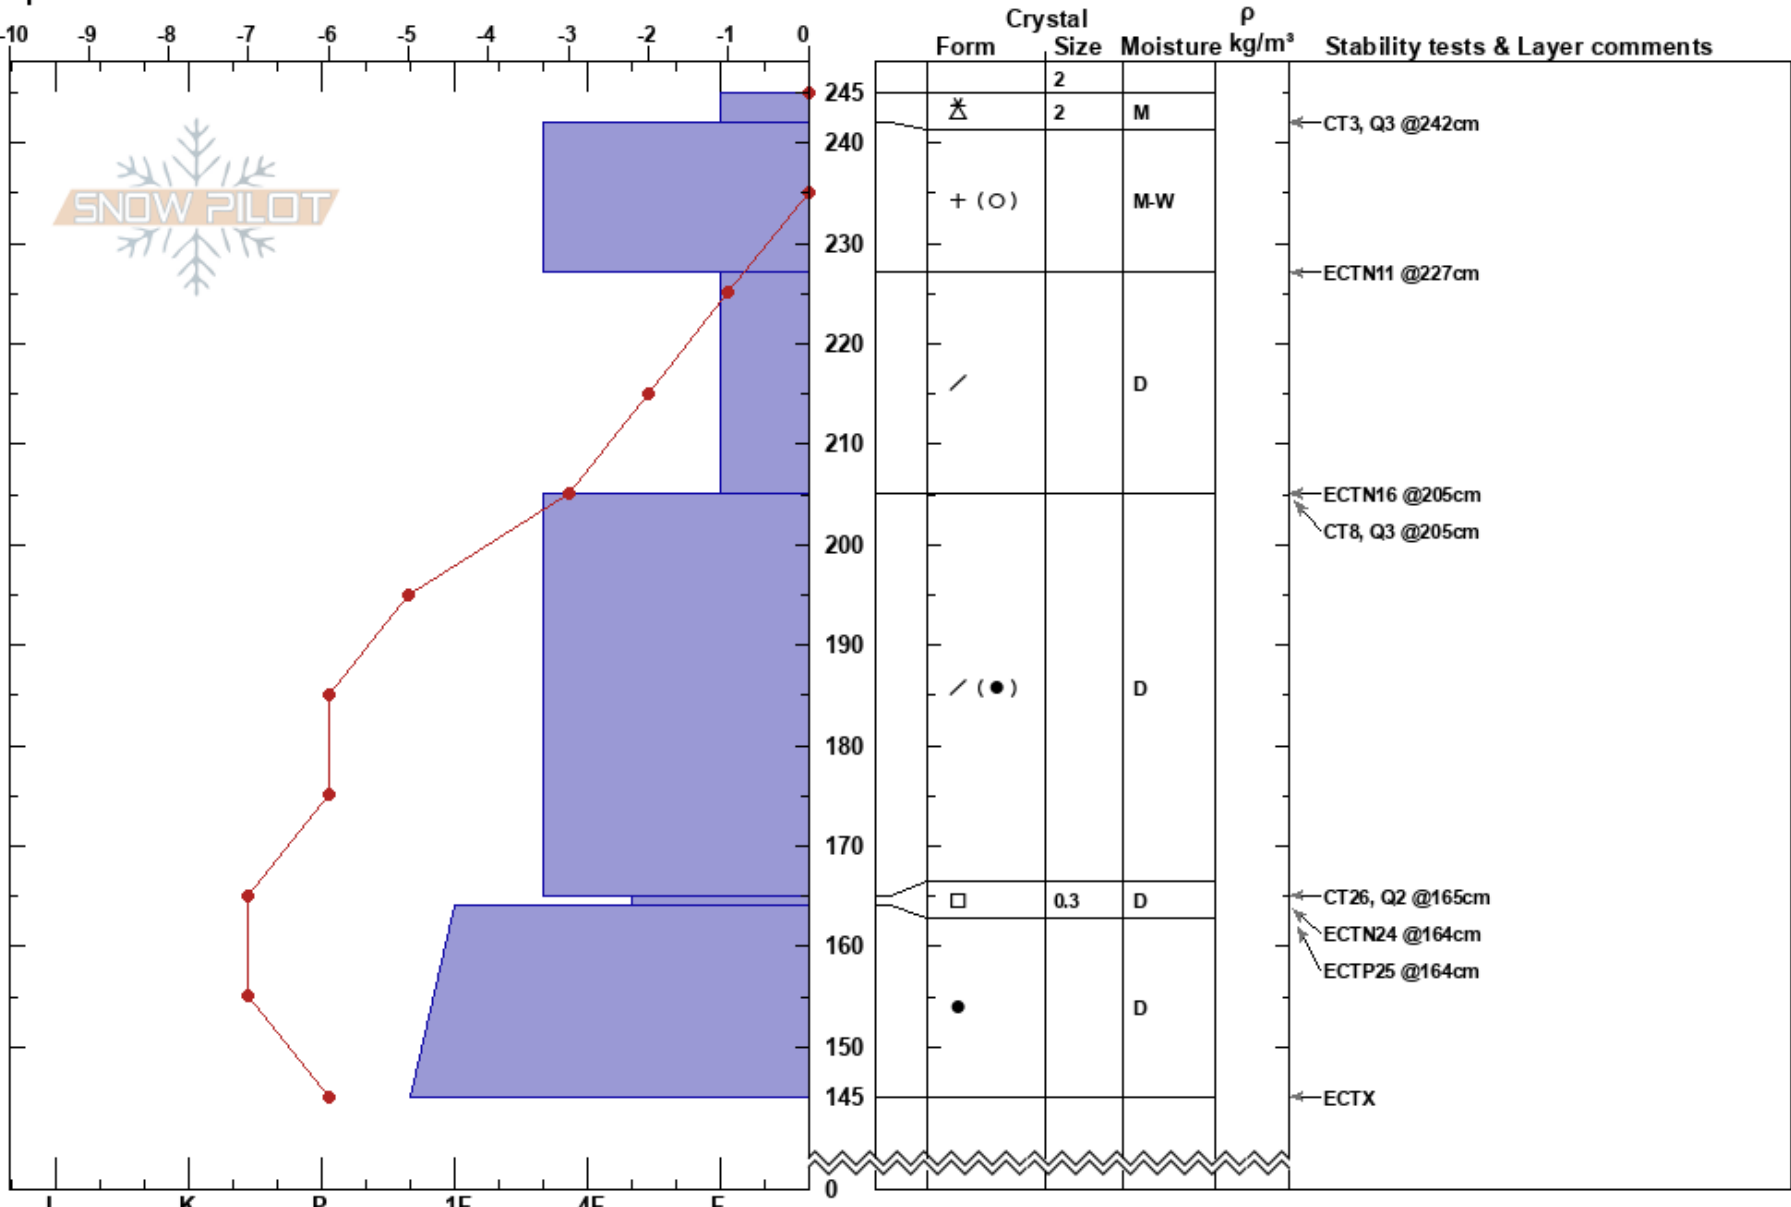 Crystal ρ
-10 -9 -8 -7 -6 -5 -4 -3 -2 -1 0 Form Size Moisture kg/m³ Stability tests & Layer comments
2
245
2 M
CT3, Q3 @242cm
240
SNOW PILOT
+ (○) M-W
230
ECTN11 @227cm
220
/ D
210
ECTN16 @205cm
CT8, Q3 @205cm
200
190
/ (●) D
180
170
CT26, Q2 @165cm
□ 0.3 D
ECTN24 @164cm
160
ECTP25 @164cm
● D
150
145 ECTX
0
I K P 1F 4F F